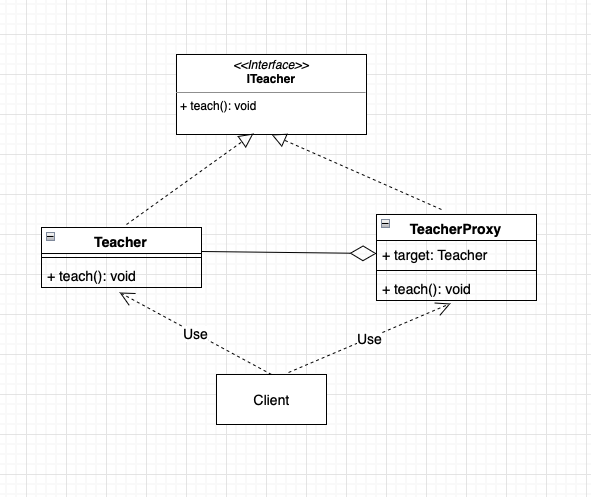 <<Interface>>
ITeacher
+ teach(): void
Teacher
+ teach(): void
TeacherProxy
+ target: Teacher
+ teach(): void
Use
Use
Client